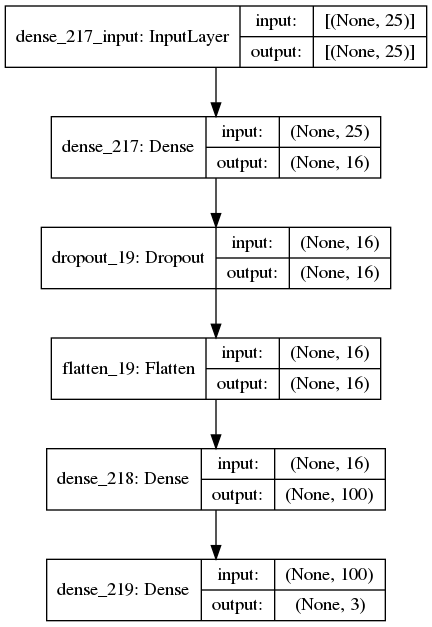 dense_217_input: InputLayer
input: [(None, 25)]
output: [(None, 25)]
dense_217: Dense
input: (None, 25)
output: (None, 16)
dropout_19: Dropout
input: (None, 16)
output: (None, 16)
flatten_19: Flatten
input: (None, 16)
output: (None, 16)
dense_218: Dense
input: (None, 16)
output: (None, 100)
dense_219: Dense
input: (None, 100)
output: (None, 3)